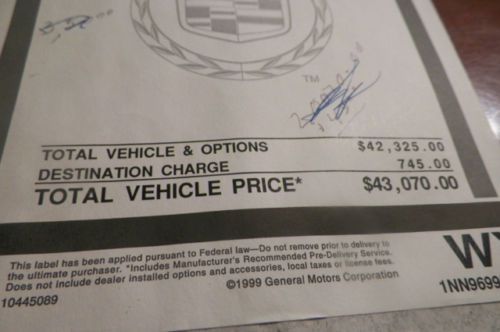 TM
TOTAL VEHICLE & OPTIONS $42,325.00
DESTINATION CHARGE 745.00
TOTAL VEHICLE PRICE* $43,070.00
This label has been applied pursuant to Federal law—Do not remove prior to delivery to
the ultimate purchaser. *Includes Manufacturer's Recommended Pre-Delivery Service.
Does not include dealer installed options and accessories, local taxes or license fees.
©1999 General Motors Corporation
10445089
WY
1NN9699